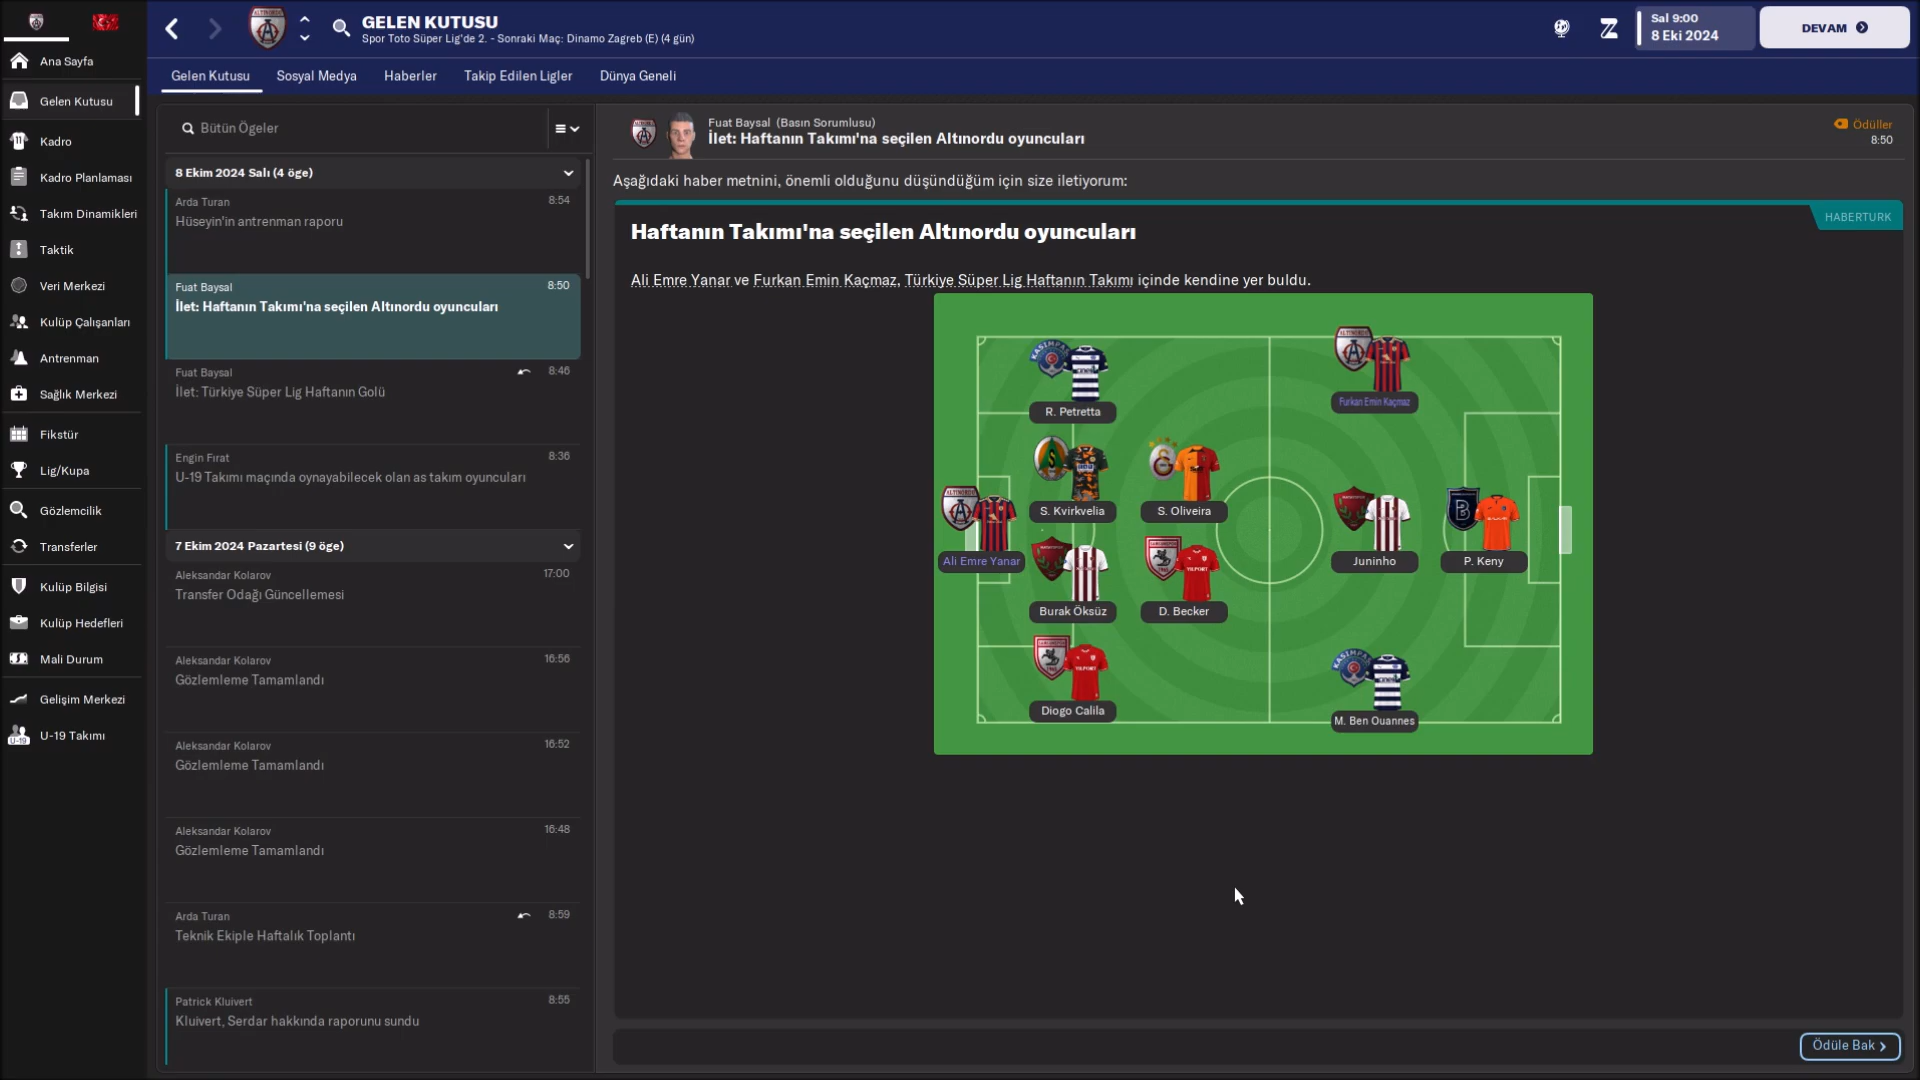 GELEN KUTUSU
Spor Toto Süper Lig'de 2. - Sonraki Maç: Dinamo Zagreb (E) (4 gün)
Sal 9:00
8 Eki 2024
DEVAM
Gelen Kutusu
Sosyal Medya
Haberler
Takip Edilen Ligler
Dünya Geneli
Ana Sayfa
Gelen Kutusu
Kadro
Kadro Planlaması
Takım Dinamikleri
Taktik
Veri Merkezi
Kulüp Çalışanları
Antrenman
Sağlık Merkezi
Fikstür
Lig/Kupa
Gözlemcilik
Transferler
Kulüp Bilgisi
Kulüp Hedefleri
Mali Durum
Gelişim Merkezi
U-19 Takımı
Bütün Ögeler
8 Ekim 2024 Salı (4 öge)
Arda Turan 8:54
Hüseyin'in antrenman raporu
Fuat Baysal 8:50
İlet: Haftanın Takımı'na seçilen Altınordu oyuncuları
Fuat Baysal 8:46
İlet: Türkiye Süper Lig Haftanın Golü
Engin Fırat 8:36
U-19 Takımı maçında oynayabilecek olan as takım oyuncuları
7 Ekim 2024 Pazartesi (9 öge)
Aleksandar Kolarov 17:00
Transfer Odağı Güncellemesi
Aleksandar Kolarov 16:56
Gözlemleme Tamamlandı
Aleksandar Kolarov 16:52
Gözlemleme Tamamlandı
Aleksandar Kolarov 16:48
Gözlemleme Tamamlandı
Arda Turan 8:59
Teknik Ekiple Haftalık Toplantı
Patrick Kluivert 8:55
Kluivert, Serdar hakkında raporunu sundu
Fuat Baysal (Basın Sorumlusu)
İlet: Haftanın Takımı'na seçilen Altınordu oyuncuları
Ödüller
8:50
Aşağıdaki haber metnini, önemli olduğunu düşündüğüm için size iletiyorum:
HABERTURK
Haftanın Takımı'na seçilen Altınordu oyuncuları
Ali Emre Yanar ve Furkan Emin Kaçmaz, Türkiye Süper Lig Haftanın Takımı içinde kendine yer buldu.
R. Petretta
Furkan Emin Kaçmaz
S. Kvirkvelia
S. Oliveira
Ali Emre Yanar
Juninho
P. Keny
Burak Öksüz
D. Becker
Diogo Calila
M. Ben Ouannes
Ödüle Bak